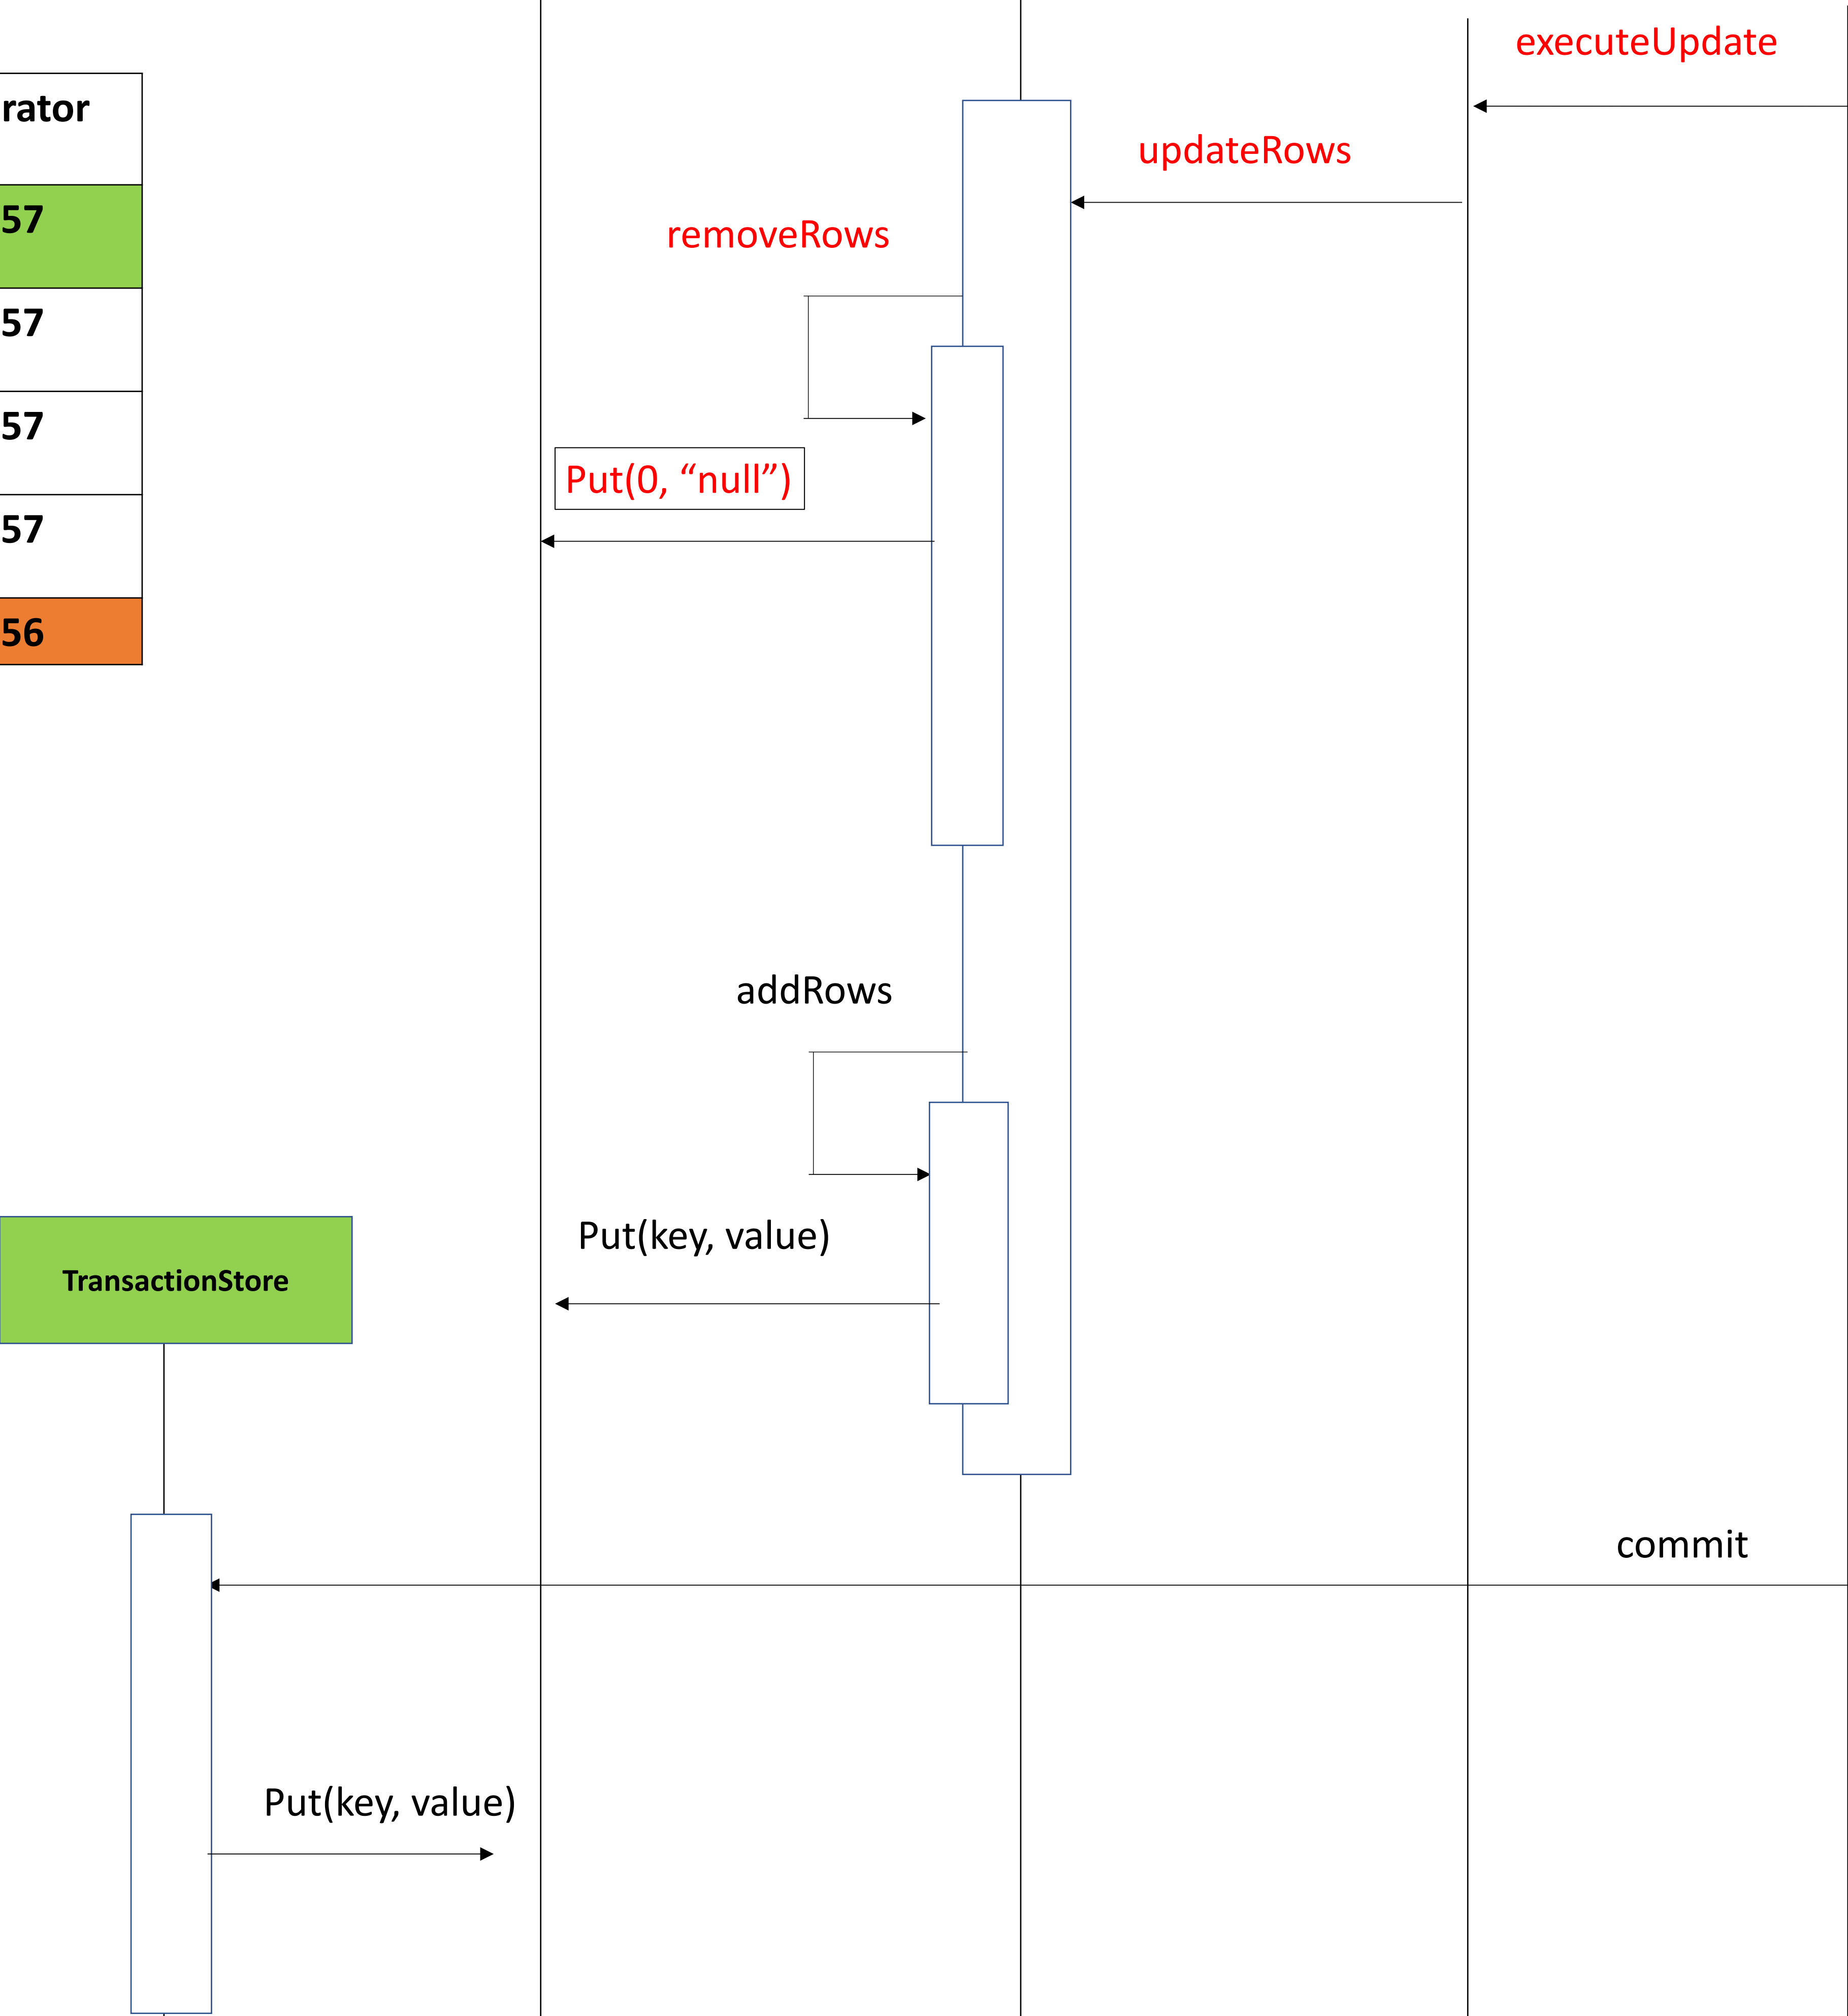 executeUpdate
rator
updateRows
57
removeRows
57
57
Put(0, “null”)
57
56
addRows
Put(key, value)
TransactionStore
commit
Put(key, value)